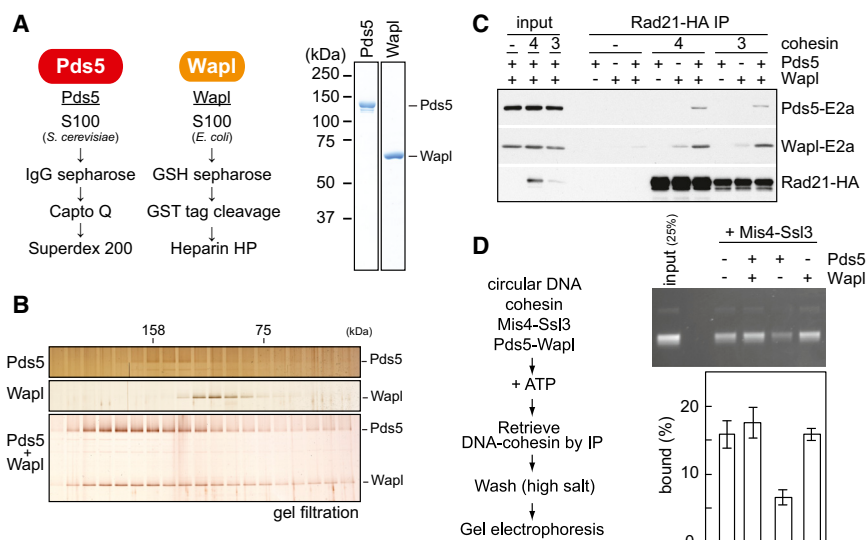 A
Pds5
Wapl
Pds5
Wapl
S100
S100
(S. cerevisiae)
(E. coli)
↓
↓
IgG sepharose
GSH sepharose
↓
↓
Capto Q
GST tag cleavage
↓
↓
Superdex 200
Heparin HP
(kDa)
Pds5
Wapl
250
150
100
75
50
37
Pds5
Wapl
B
158
75
(kDa)
Pds5
Pds5
Wapl
Wapl
Pds5
+
Wapl
Pds5
Wapl
gel filtration
C
input
Rad21-HA IP
- 4 3
- 4 3 cohesin
+ + + + - + + - + + - + Pds5
+ + + - + + - + + - + + Wapl
Pds5-E2a
Wapl-E2a
Rad21-HA
D
circular DNA
cohesin
Mis4-Ssl3
Pds5-Wapl
+ ATP
Retrieve
DNA-cohesin by IP
Wash (high salt)
Gel electrophoresis
input (25%)
+ Mis4-Ssl3
- + + - Pds5
- + - + Wapl
bound (%)
20
10
0